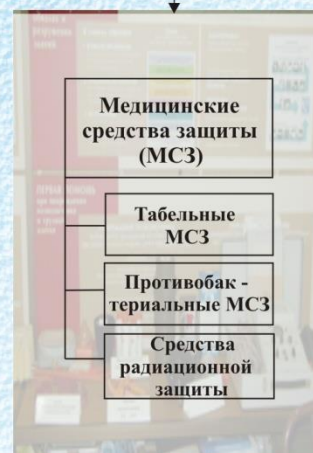 Медицинские
средства защиты
(МСЗ)
Табельные
МСЗ
Противобак -
териальные МСЗ
Средства
радиационной
защиты